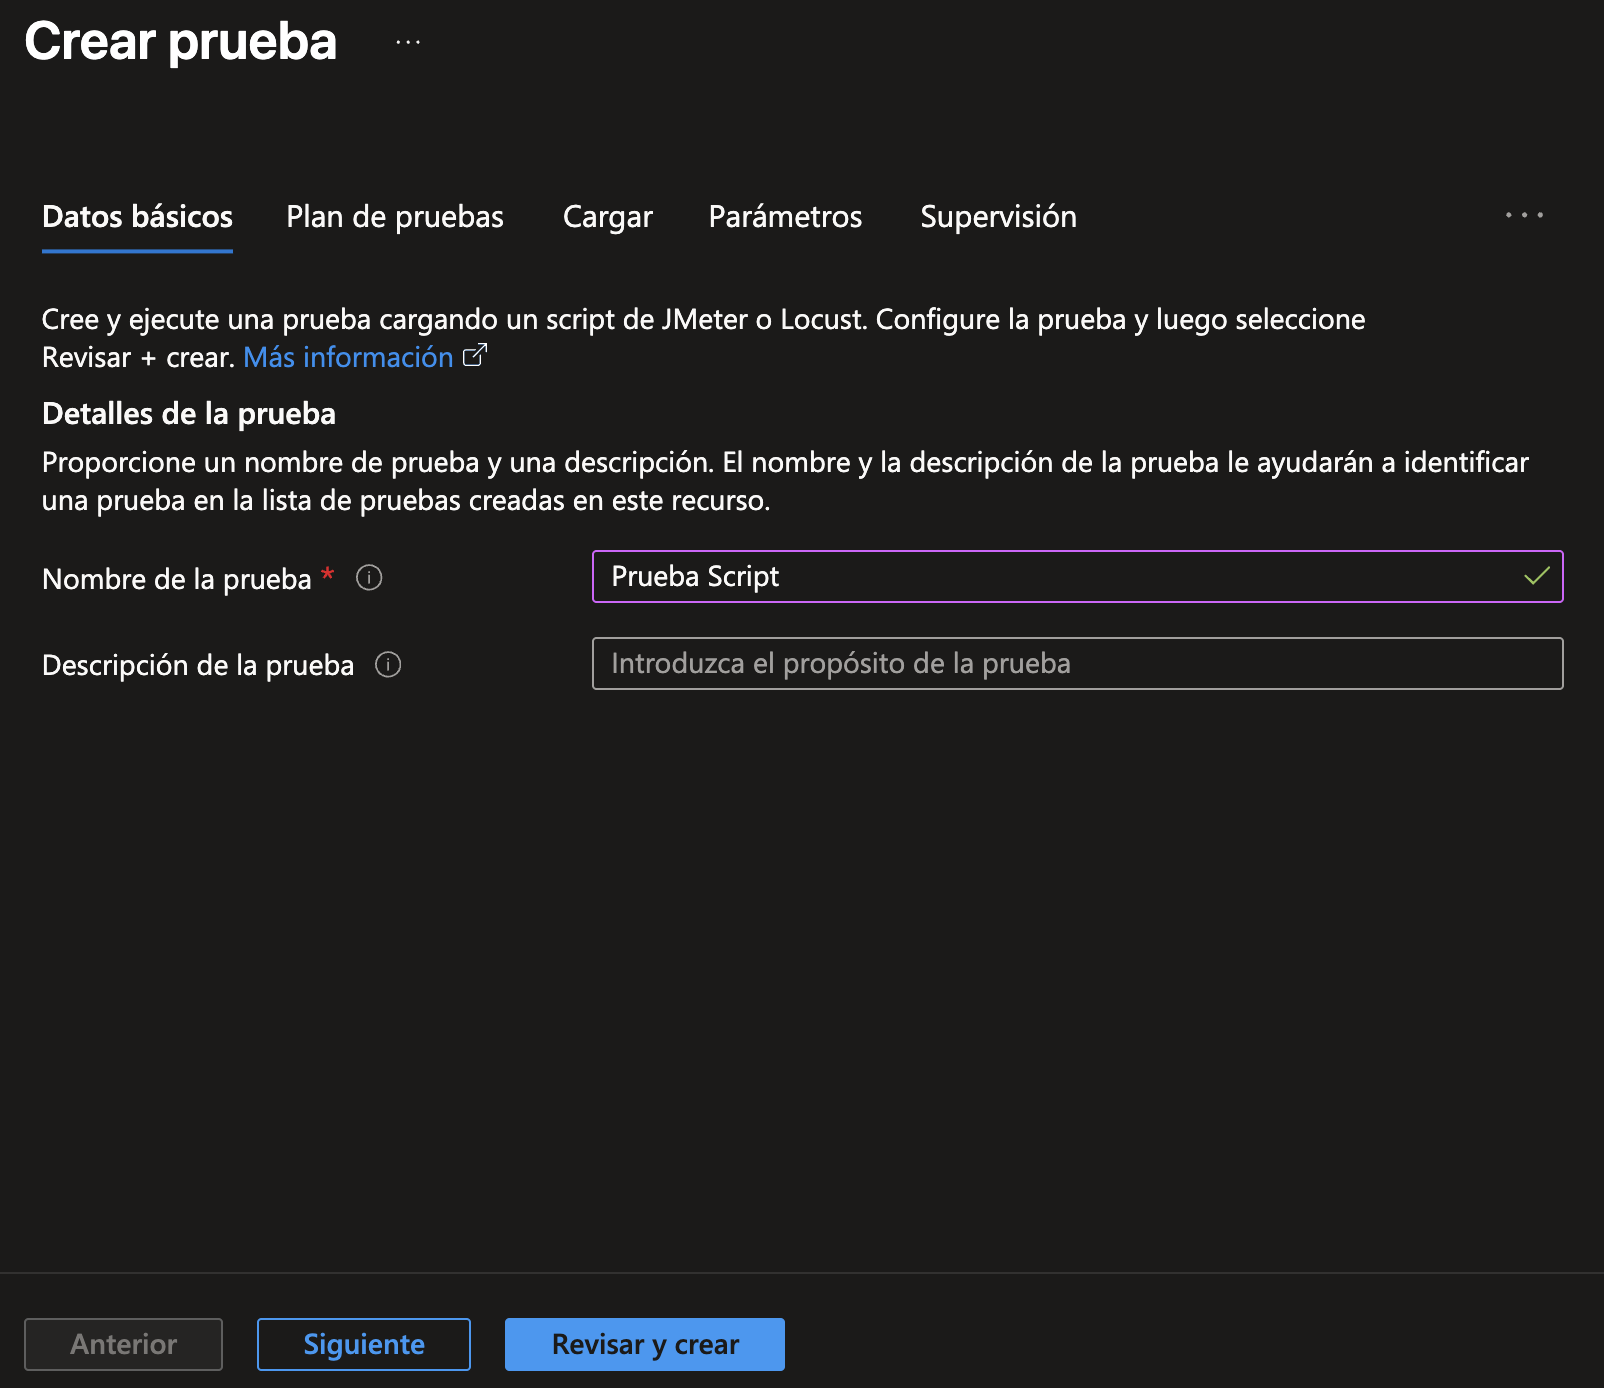 Crear prueba ...
Datos básicos Plan de pruebas Cargar Parámetros Supervisión ...
Cree y ejecute una prueba cargando un script de JMeter o Locust. Configure la prueba y luego seleccione
Revisar + crear. Más información
Detalles de la prueba
Proporcione un nombre de prueba y una descripción. El nombre y la descripción de la prueba le ayudarán a identificar
una prueba en la lista de pruebas creadas en este recurso.
Nombre de la prueba * Prueba Script
Descripción de la prueba Introduzca el propósito de la prueba
Anterior Siguiente Revisar y crear